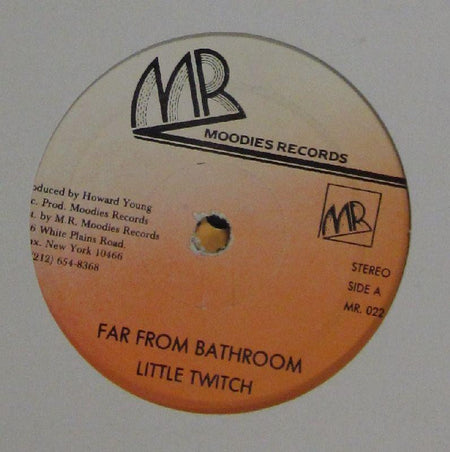 MR
MOODIES RECORDS
MR
oduced by Howard Young
c. Prod. Moodies Records
t. by M.R. Moodies Records
6 White Plains Road.
nx. New York 10466
(212) 654-8368
STEREO
SIDE A
MR. 022
FAR FROM BATHROOM
LITTLE TWITCH